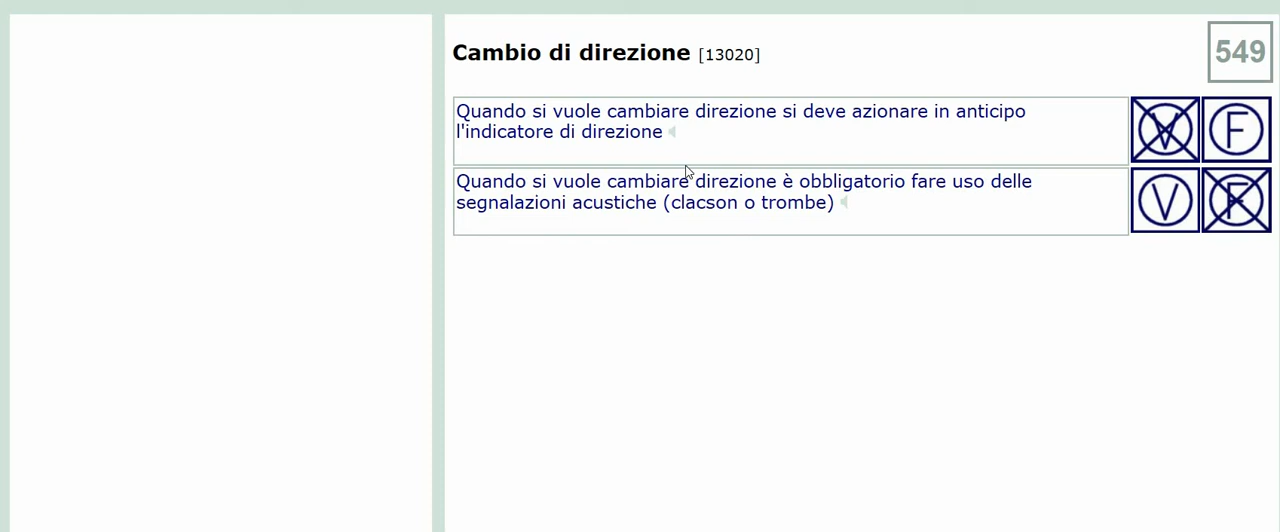 Cambio di direzione [13020]
549
Quando si vuole cambiare direzione si deve azionare in anticipo
l'indicatore di direzione
V F
Quando si vuole cambiare direzione è obbligatorio fare uso delle
segnalazioni acustiche (clacson o trombe)
V F